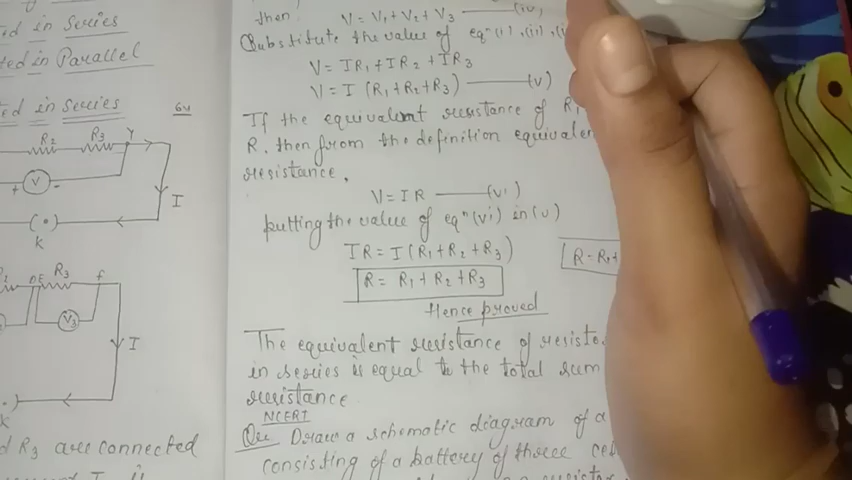 ed in Series
ted in Parallel
ted in Series
6V
R2
R3
Y
+
V
-
I
(•)
K
R3
DE
F
V3
I
K
d R3 are connected
then V = V1 + V2 + V3 (iv)
Substitute the value of eqn (i), (ii), (i
V = IR1 + IR2 + IR3
V = I (R1 + R2 + R3) (v)
If the equivalent resistance of R1
R. then from the definition equivalen
resistance,
V = IR (vi)
putting the value of eqn (vi) in (v)
IR = I (R1 + R2 + R3)
R = R1 +
R = R1 + R2 + R3
Hence proved
The equivalent resistance of resisto
in series is equal to the total sum
resistance
NCERT
Que Draw a schematic diagram of a
consisting of a battery of three cel